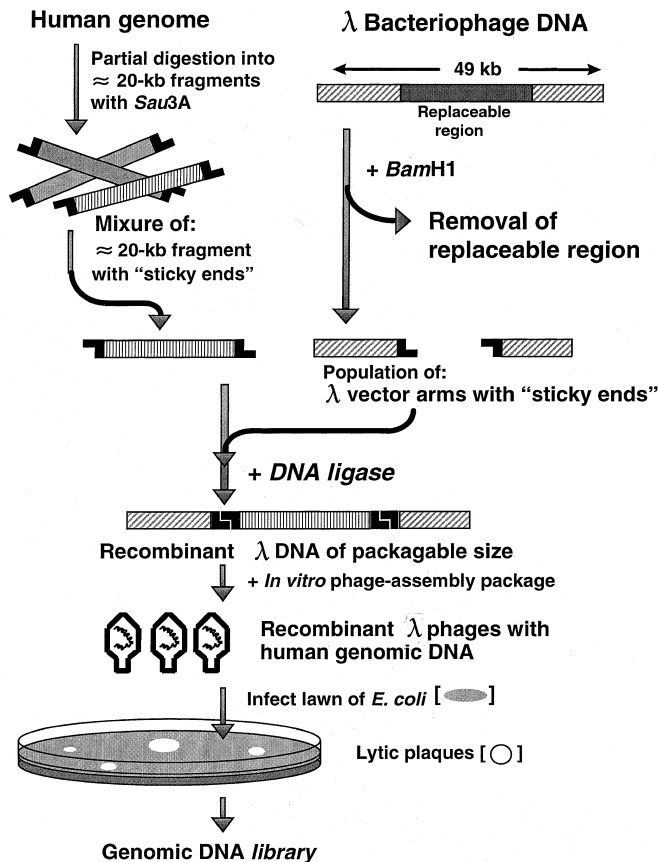 Human genome
Partial digestion into
≈ 20-kb fragments
with Sau3A
Mixure of:
≈ 20-kb fragment
with “sticky ends”
λ Bacteriophage DNA
49 kb
Replaceable
region
+ BamH1
Removal of
replaceable region
Population of:
λ vector arms with “sticky ends”
+ DNA ligase
Recombinant λ DNA of packagable size
+ In vitro phage-assembly package
Recombinant λ phages with
human genomic DNA
Infect lawn of E. coli [ ]
Lytic plaques [ ]
Genomic DNA library